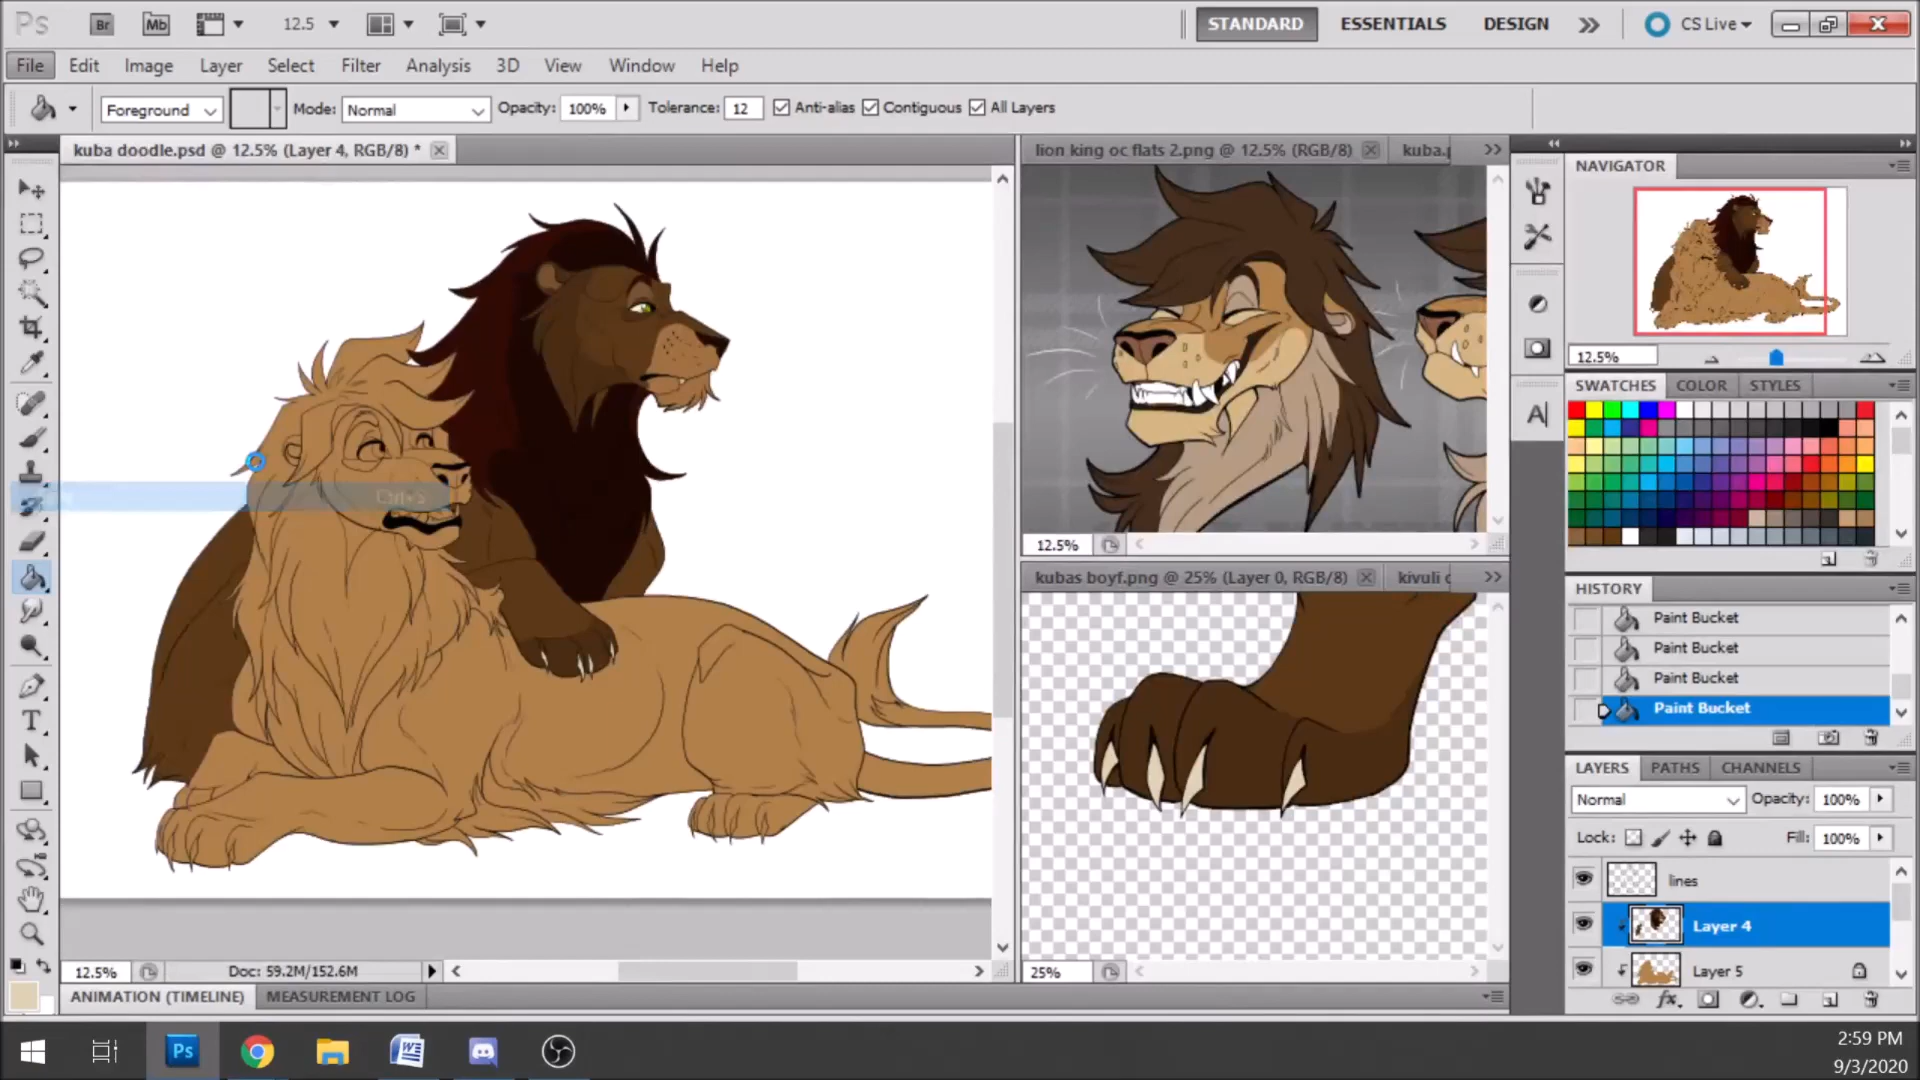 Ps Br Mb 12.5 STANDARD ESSENTIALS DESIGN CS Live
File Edit Image Layer Select Filter Analysis 3D View Window Help
Foreground Mode: Normal Opacity: 100% Tolerance: 12 Anti-alias Contiguous All Layers
kuba doodle.psd @ 12.5% (Layer 4, RGB/8) *
lion king oc flats 2.png @ 12.5% (RGB/8) kuba.
NAVIGATOR
12.5%
SWATCHES COLOR STYLES
A
Ctrl+S
12.5%
kubas boyf.png @ 25% (Layer 0, RGB/8) kivuli
HISTORY
Paint Bucket
Paint Bucket
Paint Bucket
Paint Bucket
T
LAYERS PATHS CHANNELS
Normal Opacity: 100%
Lock: Fill: 100%
lines
Layer 4
Layer 5
fx
12.5% Doc: 59.2M/152.6M
25%
ANIMATION (TIMELINE) MEASUREMENT LOG
Ps W
2:59 PM
9/3/2020